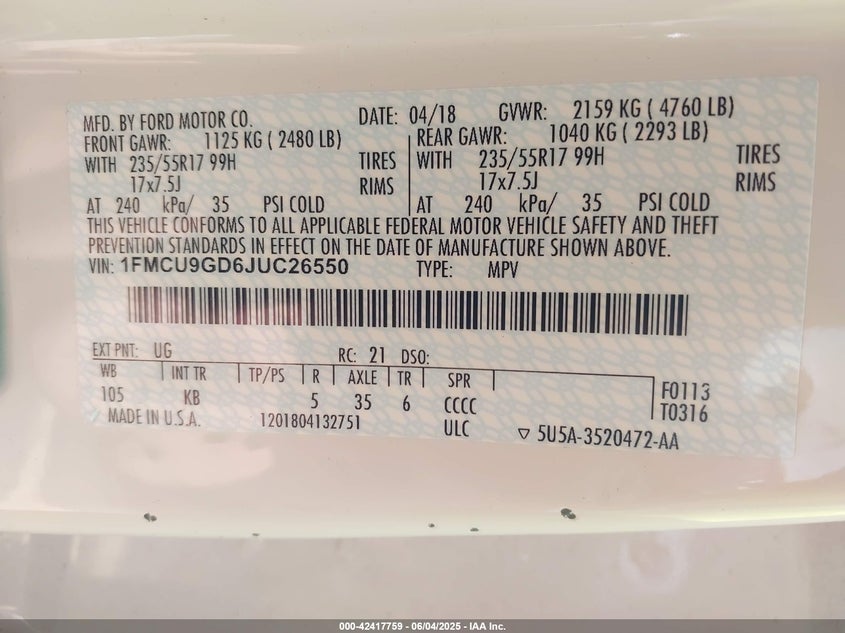 MFD. BY FORD MOTOR CO. DATE: 04/18 GVWR: 2159 KG ( 4760 LB)
FRONT GAWR: 1125 KG ( 2480 LB) REAR GAWR: 1040 KG ( 2293 LB)
WITH 235/55R17 99H TIRES WITH 235/55R17 99H TIRES
17x7.5J RIMS 17x7.5J RIMS
AT 240 kPa/ 35 PSI COLD AT 240 kPa/ 35 PSI COLD
THIS VEHICLE CONFORMS TO ALL APPLICABLE FEDERAL MOTOR VEHICLE SAFETY AND THEFT
PREVENTION STANDARDS IN EFFECT ON THE DATE OF MANUFACTURE SHOWN ABOVE.
VIN: 1FMCU9GD6JUC26550 TYPE: MPV
EXT PNT: UG RC: 21 DSO:
WB INT TR TP/PS R AXLE TR SPR F0113
105 KB 5 35 6 CCCC T0316
MADE IN U.S.A. 1201804132751 ULC ▽ 5U5A-3520472-AA
000-42417759 - 06/04/2025 - IAA Inc.